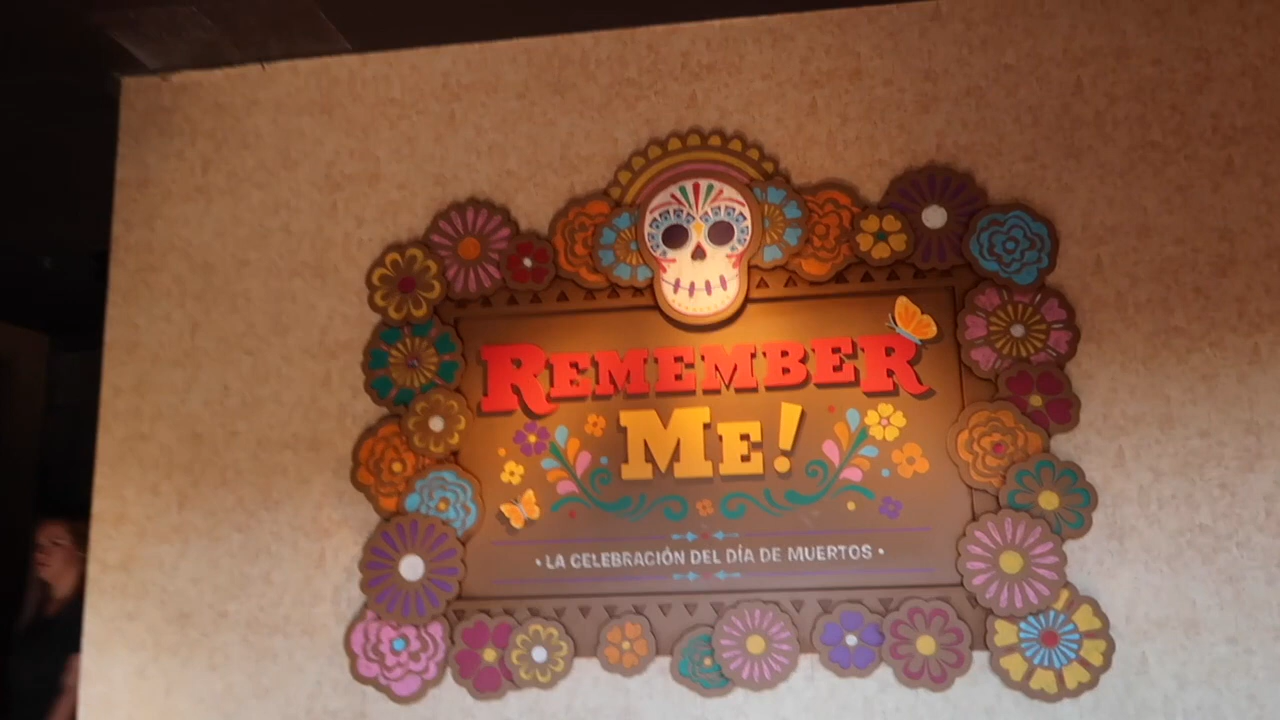 REMEMBER
ME!
• LA CELEBRACIÓN DEL DÍA DE MUERTOS •